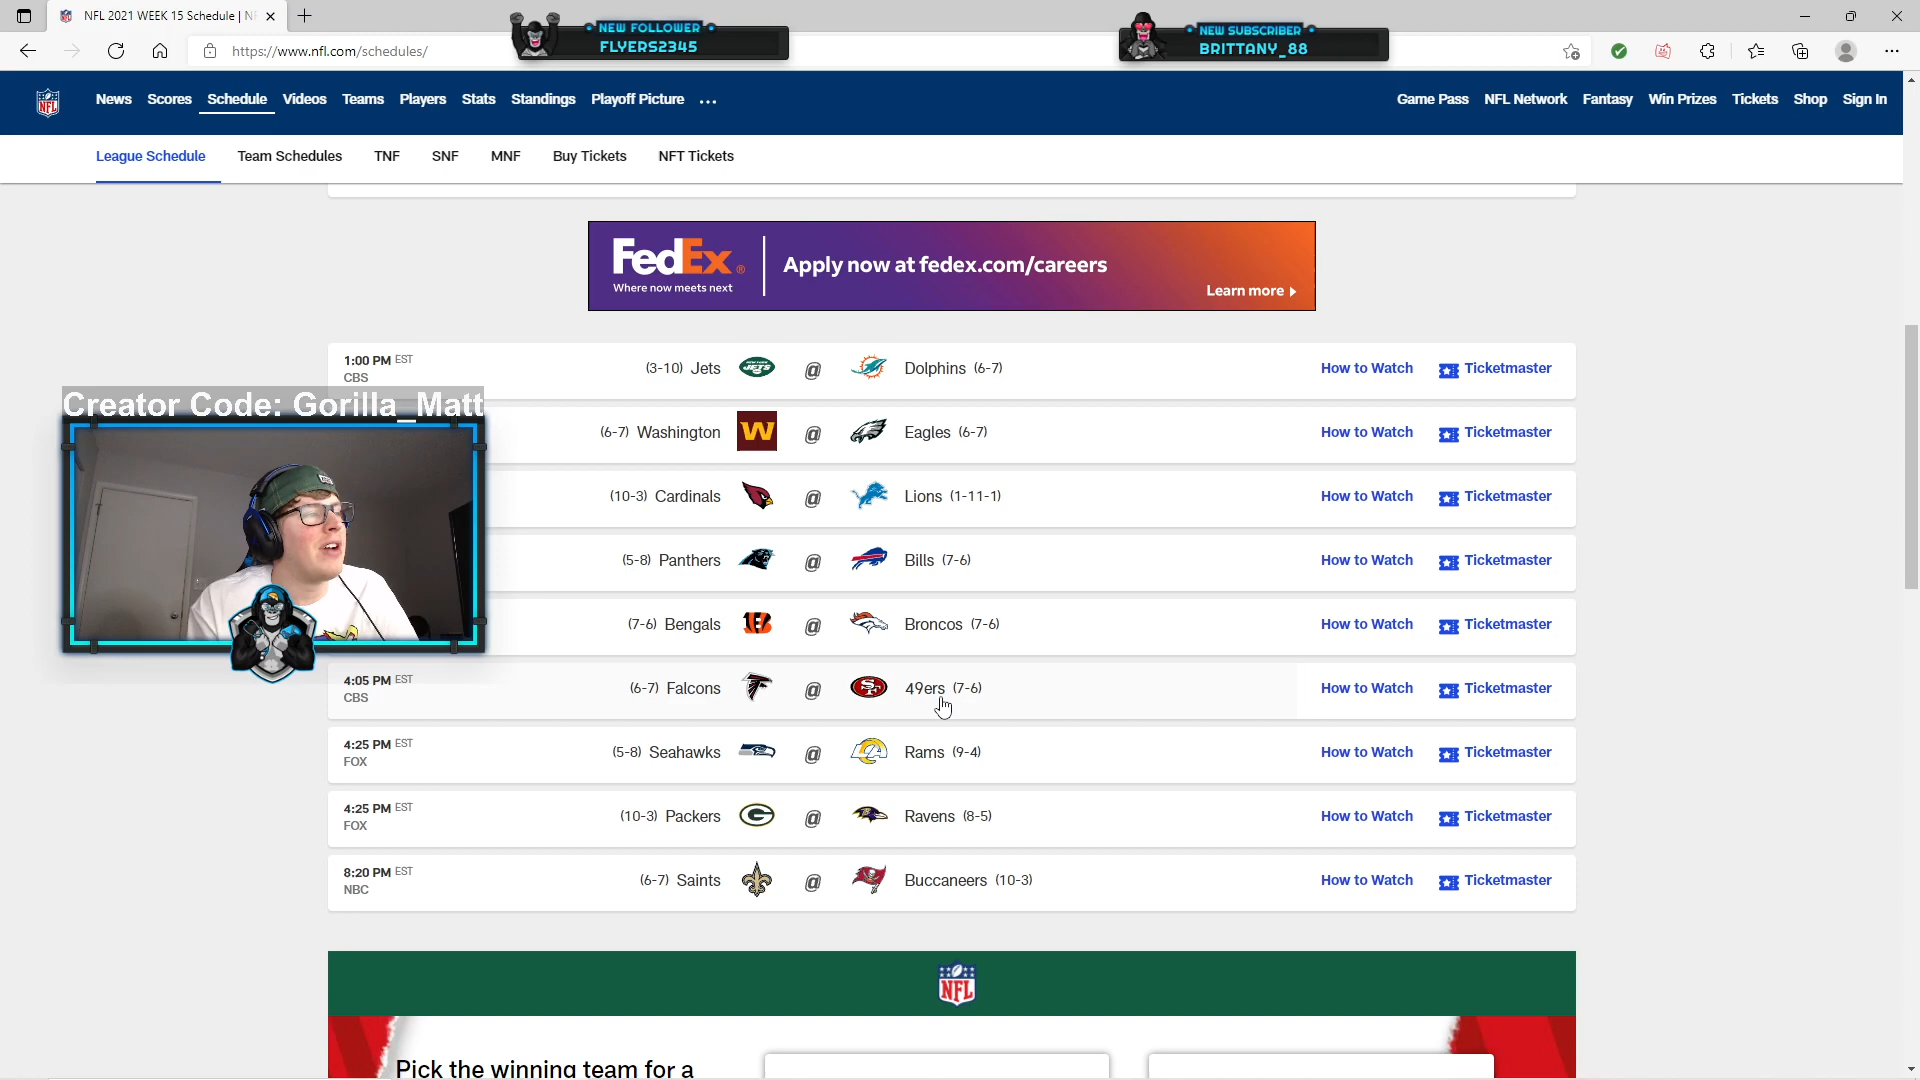 NFL 2021 WEEK 15 Schedule | NF
https://www.nfl.com/schedules/
NEW FOLLOWER
FLYERS2345
NEW SUBSCRIBER
BRITTANY_88
NFL
News Scores Schedule Videos Teams Players Stats Standings Playoff Picture ...
Game Pass NFL Network Fantasy Win Prizes Tickets Shop Sign In
League Schedule Team Schedules TNF SNF MNF Buy Tickets NFT Tickets
FedEx®
Where now meets next
Apply now at fedex.com/careers
Learn more
1:00 PM EST
CBS
(3-10) Jets JETS @ Dolphins (6-7) How to Watch Ticketmaster
Creator Code: Gorilla_Matt
(6-7) Washington W @ Eagles (6-7) How to Watch Ticketmaster
(10-3) Cardinals @ Lions (1-11-1) How to Watch Ticketmaster
(5-8) Panthers @ Bills (7-6) How to Watch Ticketmaster
(7-6) Bengals B @ Broncos (7-6) How to Watch Ticketmaster
4:05 PM EST
CBS
(6-7) Falcons @ SF 49ers (7-6) How to Watch Ticketmaster
4:25 PM EST
FOX
(5-8) Seahawks @ LA Rams (9-4) How to Watch Ticketmaster
4:25 PM EST
FOX
(10-3) Packers G @ Ravens (8-5) How to Watch Ticketmaster
8:20 PM EST
NBC
(6-7) Saints @ Buccaneers (10-3) How to Watch Ticketmaster
NFL
Pick the winning team for a